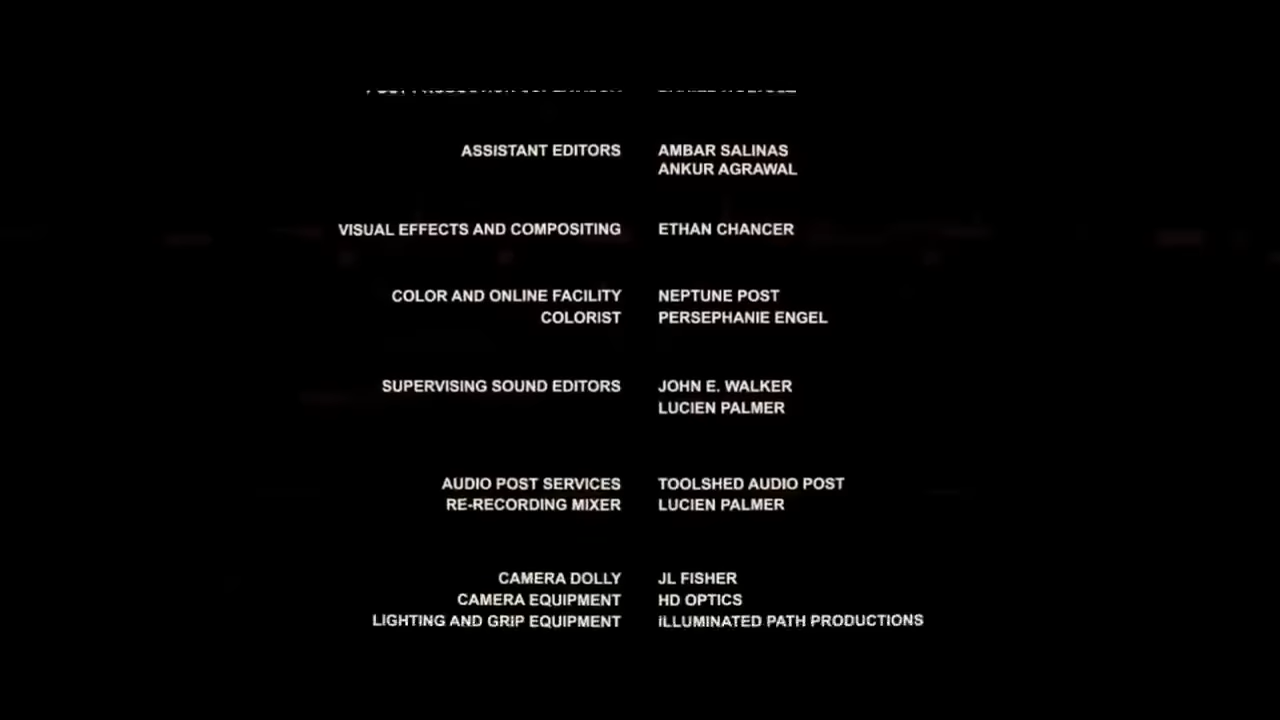 ASSISTANT EDITORS AMBAR SALINAS
ANKUR AGRAWAL
VISUAL EFFECTS AND COMPOSITING ETHAN CHANCER
COLOR AND ONLINE FACILITY NEPTUNE POST
COLORIST PERSEPHANIE ENGEL
SUPERVISING SOUND EDITORS JOHN E. WALKER
LUCIEN PALMER
AUDIO POST SERVICES TOOLSHED AUDIO POST
RE-RECORDING MIXER LUCIEN PALMER
CAMERA DOLLY JL FISHER
CAMERA EQUIPMENT HD OPTICS
LIGHTING AND GRIP EQUIPMENT ILLUMINATED PATH PRODUCTIONS